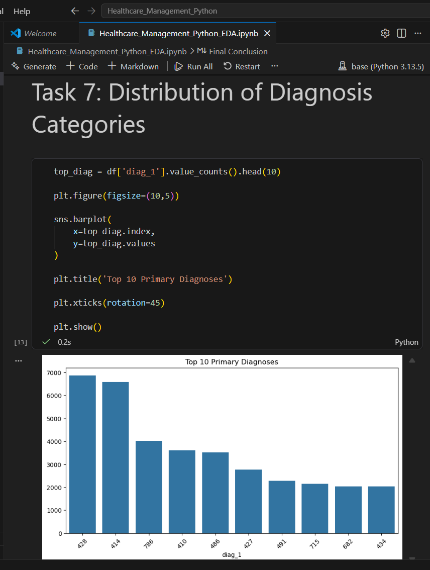 Help
Healthcare_Management_Python
Welcome
Healthcare_Management_Python_EDA.ipynb
Healthcare_Management_Python_EDA.ipynb > M↓ Final Conclusion
Generate + Code + Markdown Run All Restart ... base (Python 3.13.5)
Task 7: Distribution of Diagnosis
Categories
top_diag = df['diag_1'].value_counts().head(10)
plt.figure(figsize=(10,5))
sns.barplot(
x=top_diag.index,
y=top_diag.values
)
plt.title('Top 10 Primary Diagnoses')
plt.xticks(rotation=45)
plt.show()
0.2s
Python
Top 10 Primary Diagnoses
7000
6000
5000
4000
3000
2000
1000
0
428 414 786 410 486 427 491 715 682 434
diag_1